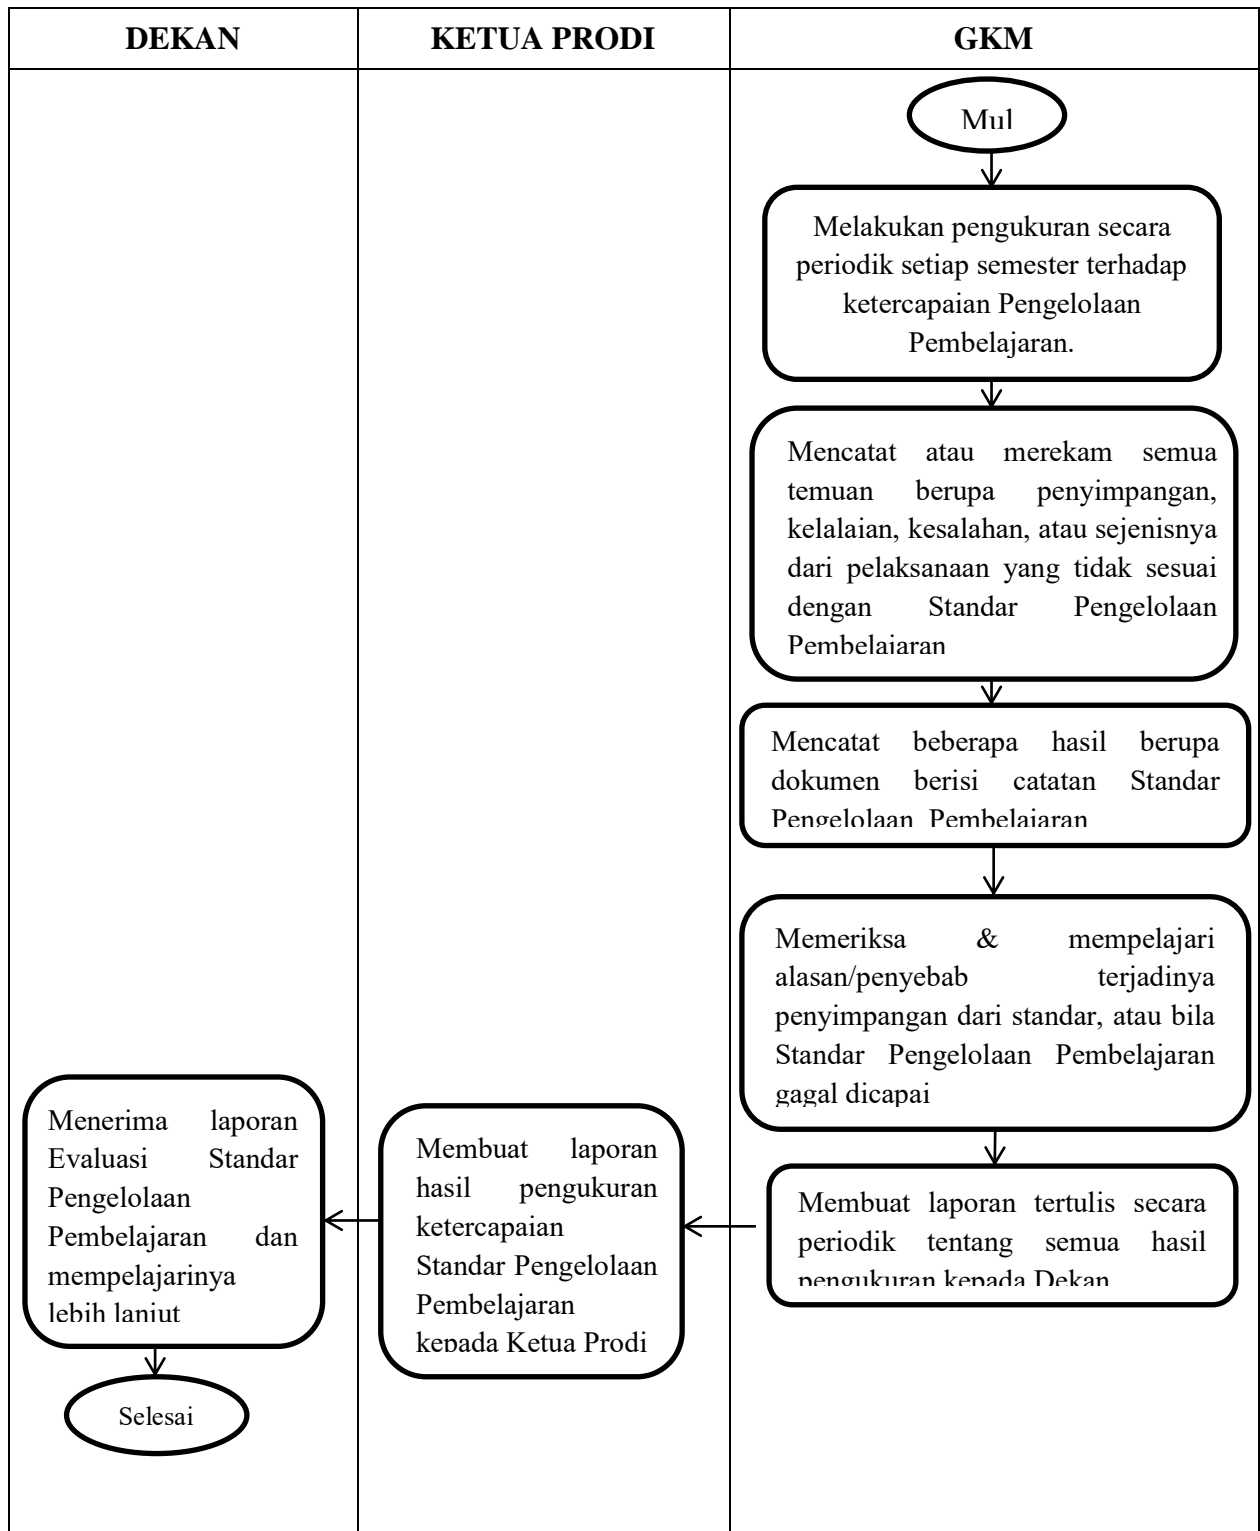 DEKAN
KETUA PRODI
GKM
Mul
Melakukan pengukuran secara
periodik setiap semester terhadap
ketercapaian Pengelolaan
Pembelajaran.
Mencatat atau merekam semua
temuan berupa penyimpangan,
kelalaian, kesalahan, atau sejenisnya
dari pelaksanaan yang tidak sesuai
dengan Standar Pengelolaan
Pembelajaran
Mencatat beberapa hasil berupa
dokumen berisi catatan Standar
Pengelolaan Pembelajaran
Memeriksa & mempelajari
alasan/penyebab terjadinya
penyimpangan dari standar, atau bila
Standar Pengelolaan Pembelajaran
gagal dicapai
Membuat laporan tertulis secara
periodik tentang semua hasil
pengukuran kepada Dekan
Membuat laporan
hasil pengukuran
ketercapaian
Standar Pengelolaan
Pembelajaran
kepada Ketua Prodi
Menerima laporan
Evaluasi Standar
Pengelolaan
Pembelajaran dan
mempelajarinya
lebih lanjut
Selesai